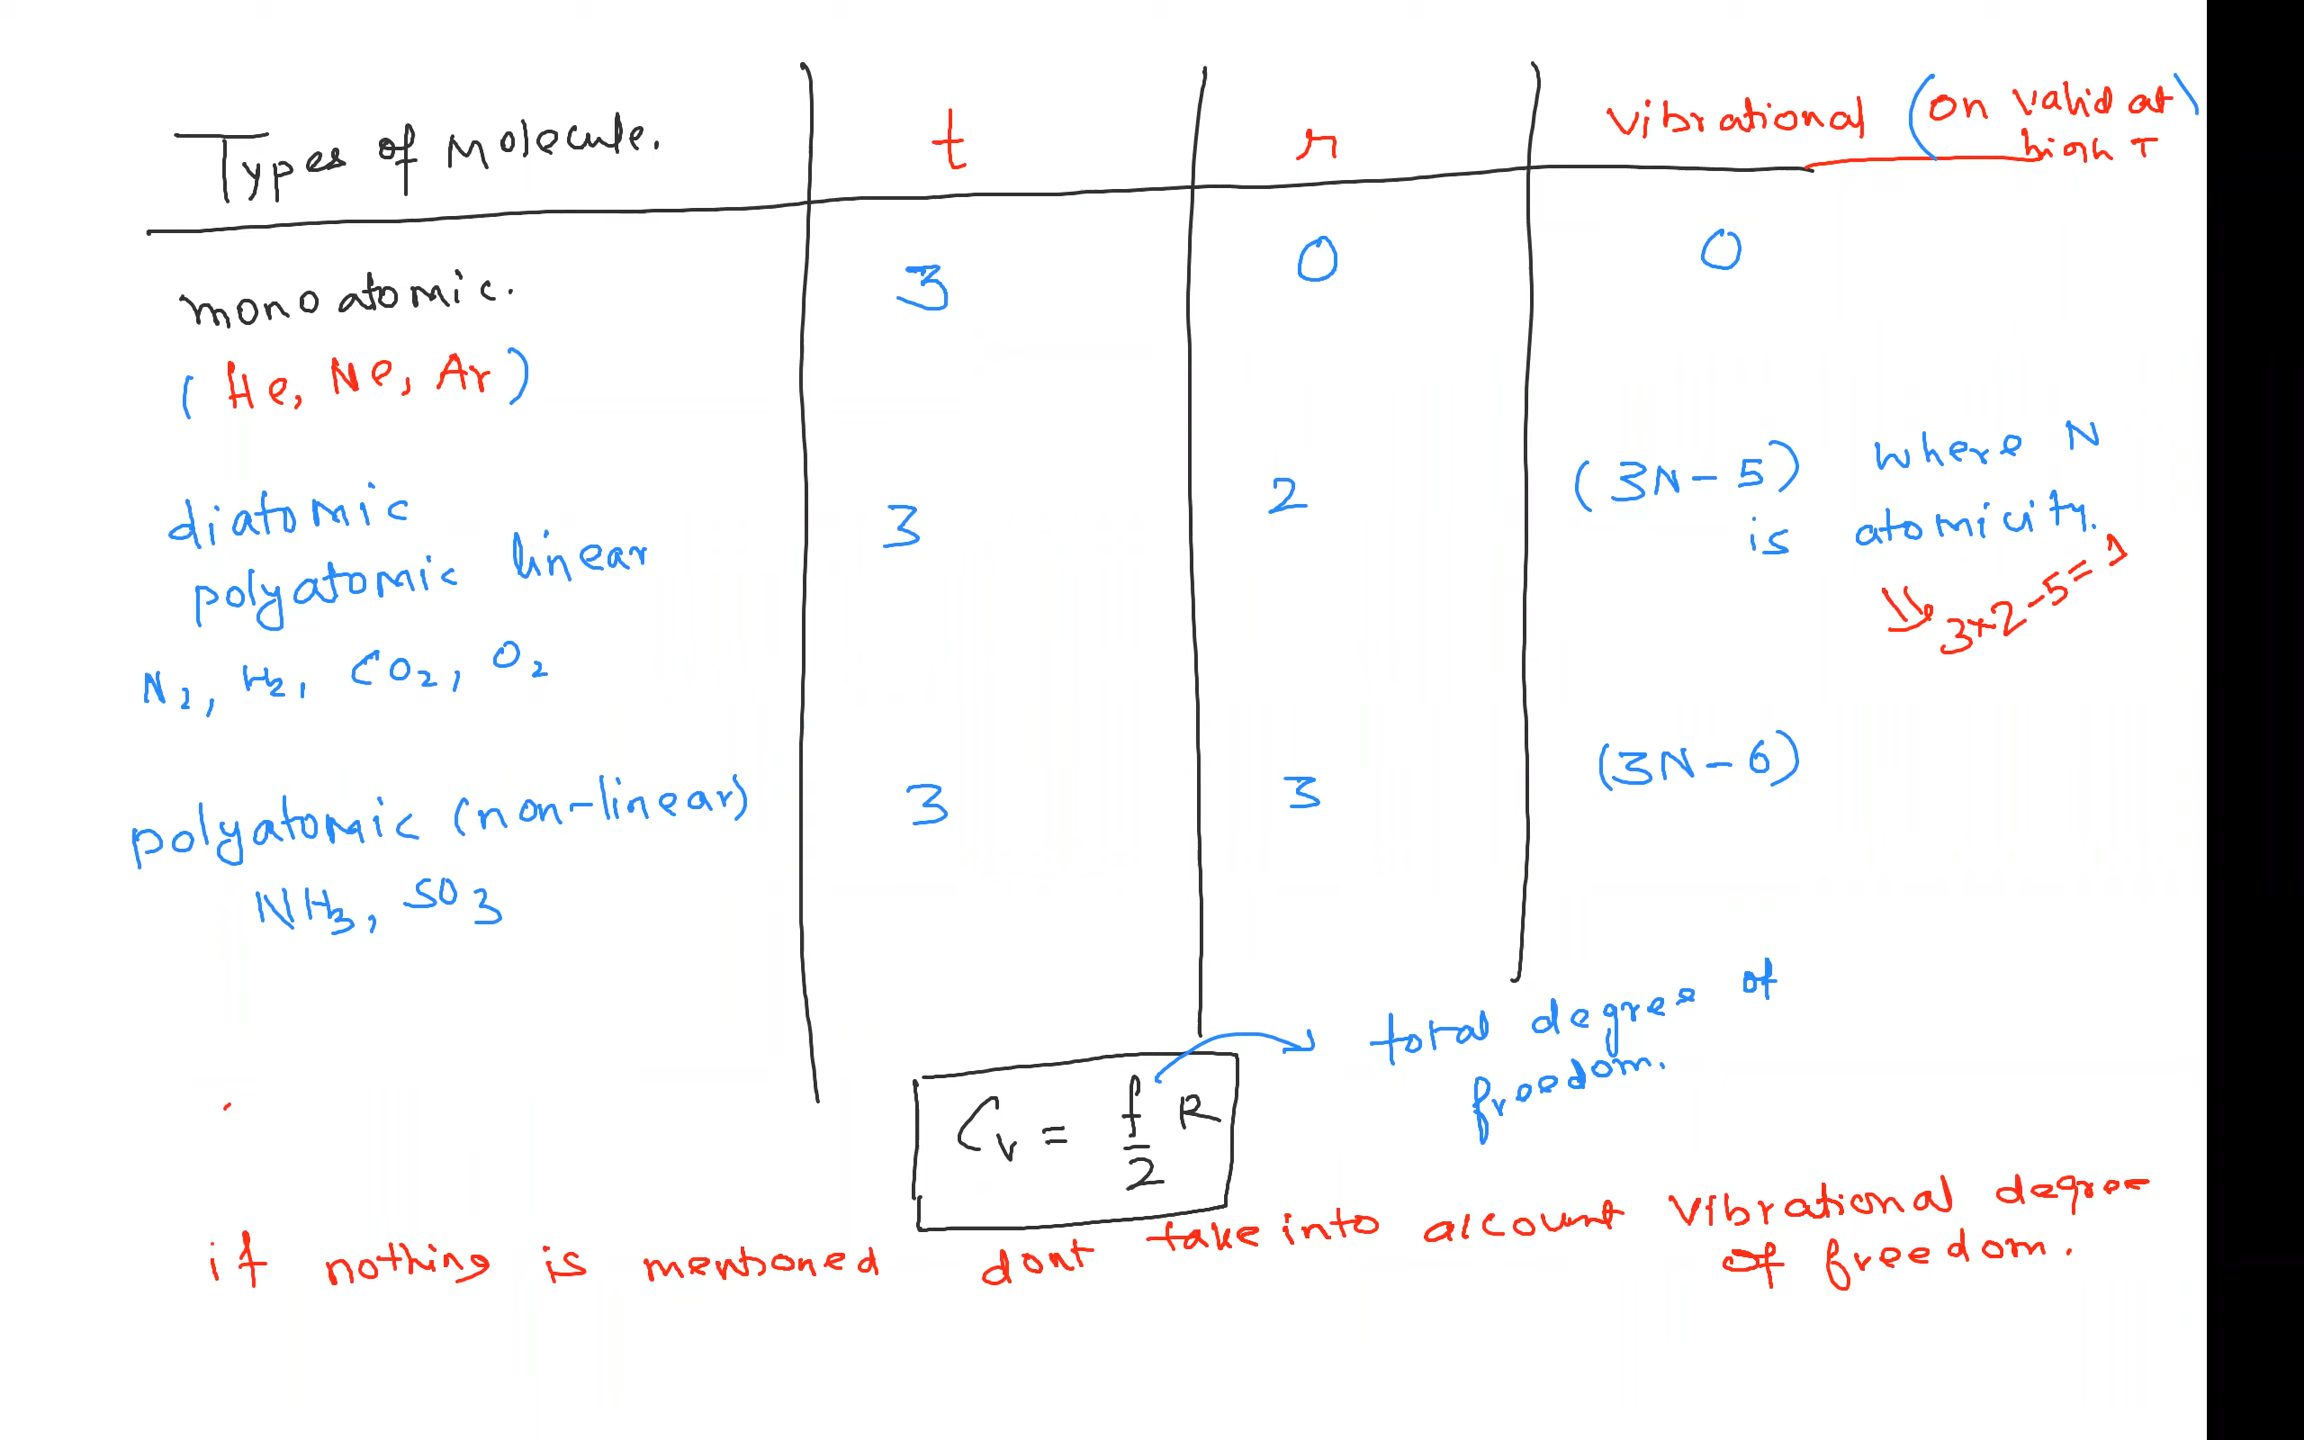 Types of Molecule. t r vibrational (on valid at high T)
monoatomic. 3 0 0
(He, Ne, Ar)
diatomic 3 2 (3N-5) where N
polyatomic linear is atomicity.
⇓ 3×2-5=1
N2, H2, CO2, O2
polyatomic (non-linear) 3 3 (3N-6)
NH3, SO3
Cv = f/2 R → total degree of
freedom.
if nothing is mentioned dont take into account vibrational degree
of freedom.